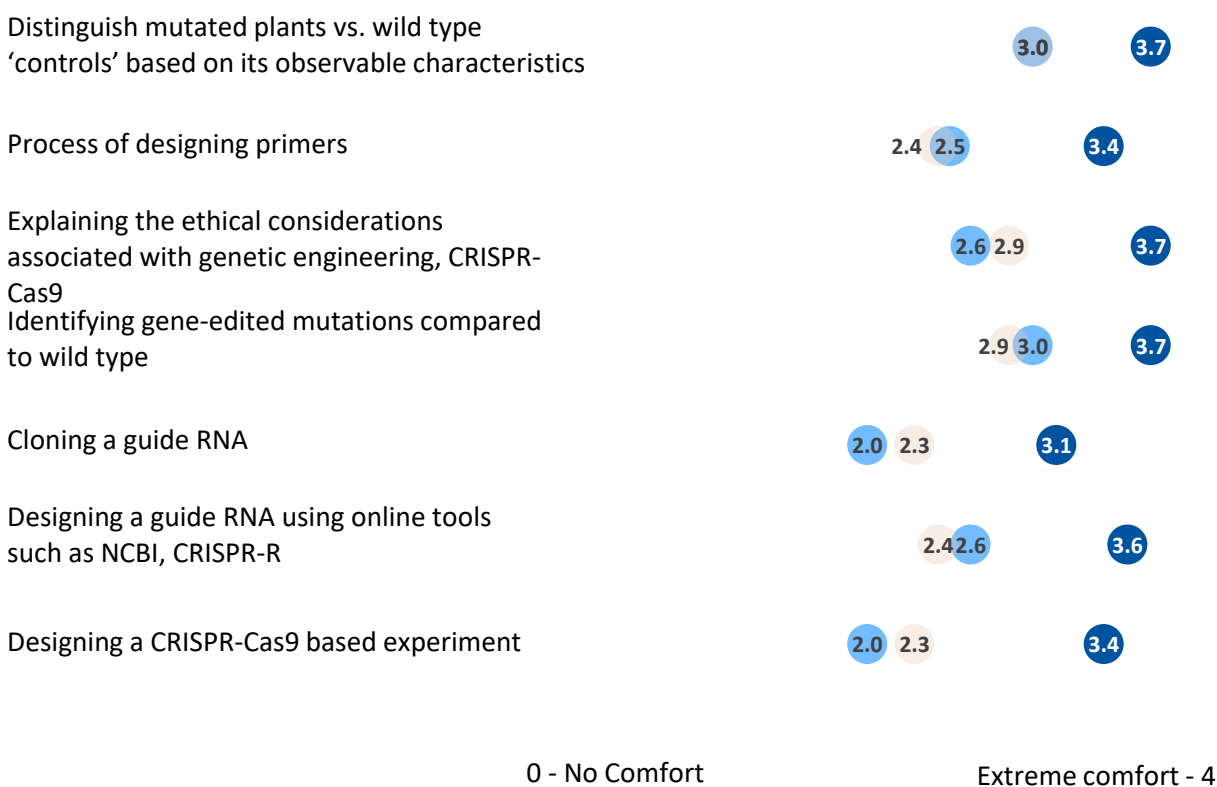 Distinguish mutated plants vs. wild type
‘controls’ based on its observable characteristics
3.0 3.7
Process of designing primers
2.4 2.5 3.4
Explaining the ethical considerations
associated with genetic engineering, CRISPR-
Cas9
2.6 2.9 3.7
Identifying gene-edited mutations compared
to wild type
2.9 3.0 3.7
Cloning a guide RNA
2.0 2.3 3.1
Designing a guide RNA using online tools
such as NCBI, CRISPR-R
2.4 2.6 3.6
Designing a CRISPR-Cas9 based experiment
2.0 2.3 3.4
0 - No Comfort
Extreme comfort - 4